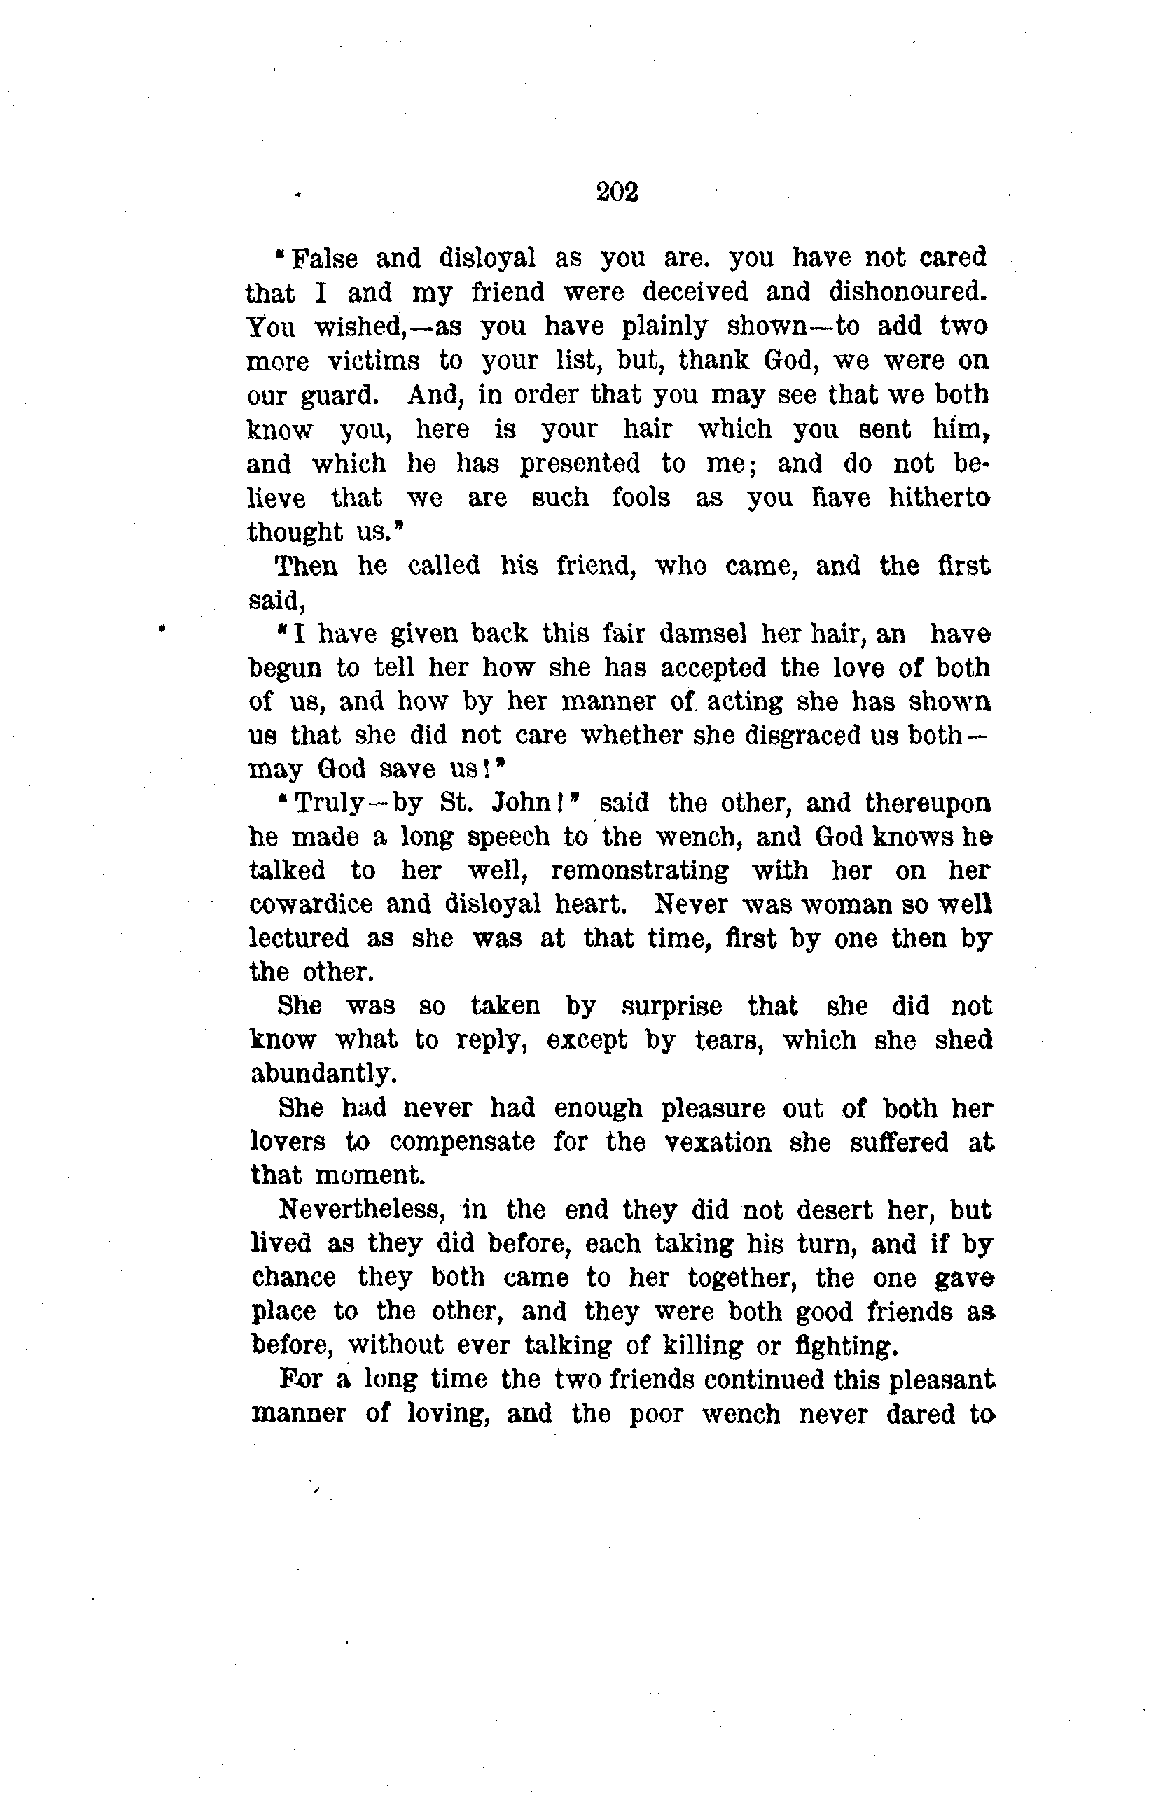 202
"False and disloyal as you are. you have not cared
that I and my friend were deceived and dishonoured.
You wished,—as you have plainly shown—to add two
more victims to your list, but, thank God, we were on
our guard. And, in order that you may see that we both
know you, here is your hair which you sent him,
and which he has presented to me; and do not be-
lieve that we are such fools as you have hitherto
thought us."
Then he called his friend, who came, and the first
said,
"I have given back this fair damsel her hair, an have
begun to tell her how she has accepted the love of both
of us, and how by her manner of acting she has shown
us that she did not care whether she disgraced us both—
may God save us!"
"Truly—by St. John!" said the other, and thereupon
he made a long speech to the wench, and God knows he
talked to her well, remonstrating with her on her
cowardice and disloyal heart. Never was woman so well
lectured as she was at that time, first by one then by
the other.
She was so taken by surprise that she did not
know what to reply, except by tears, which she shed
abundantly.
She had never had enough pleasure out of both her
lovers to compensate for the vexation she suffered at
that moment.
Nevertheless, in the end they did not desert her, but
lived as they did before, each taking his turn, and if by
chance they both came to her together, the one gave
place to the other, and they were both good friends as
before, without ever talking of killing or fighting.
For a long time the two friends continued this pleasant
manner of loving, and the poor wench never dared to